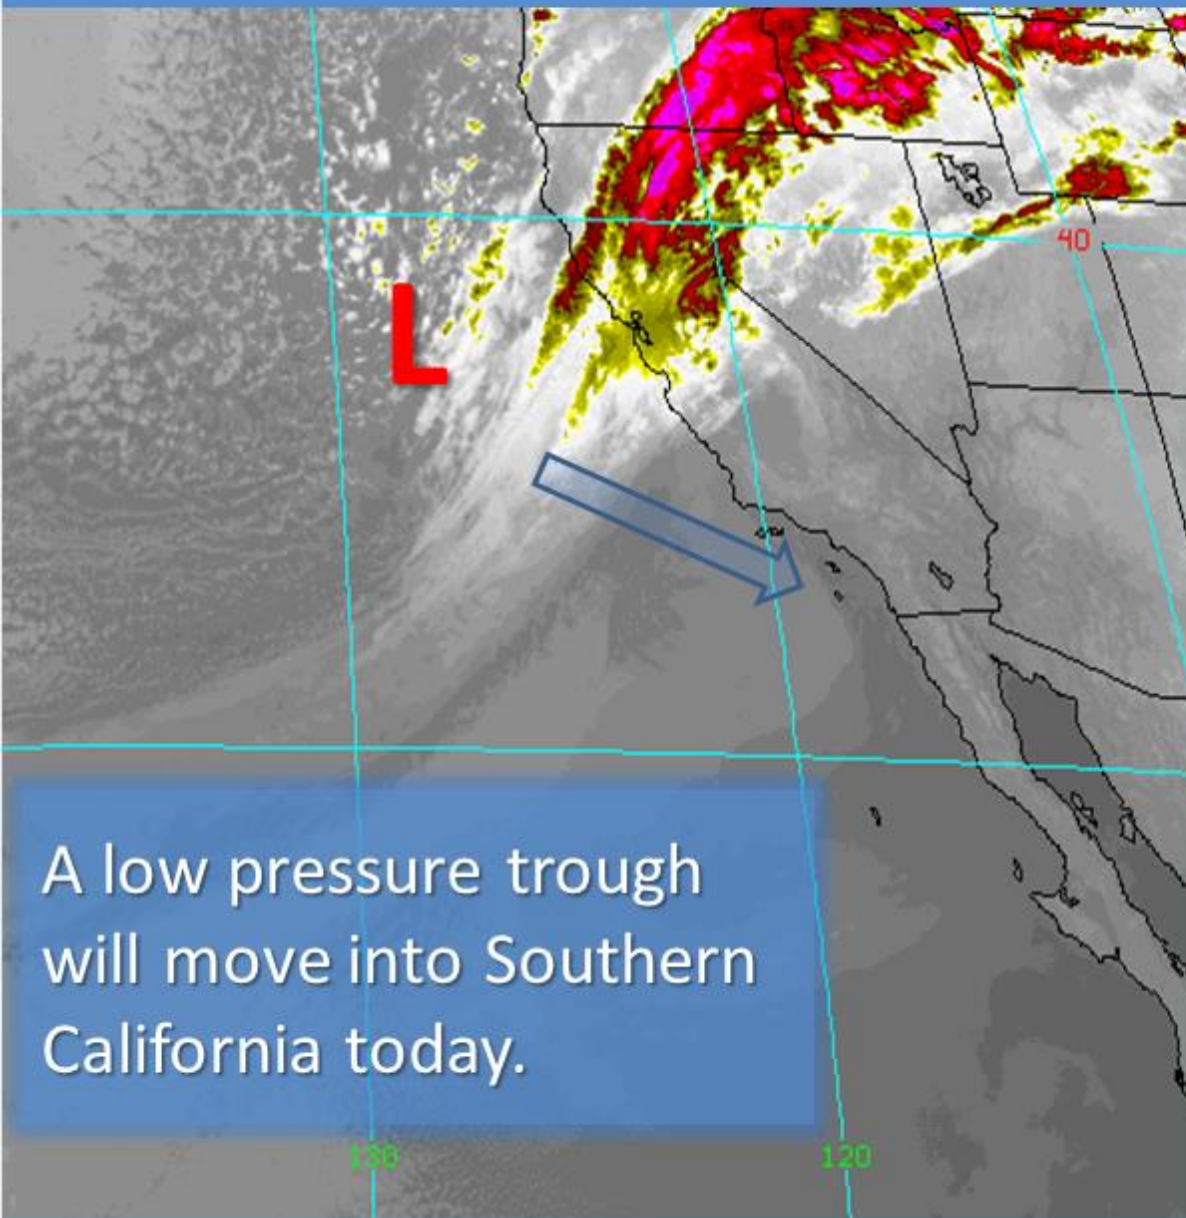 40
L
A low pressure trough
will move into Southern
California today.
130 120